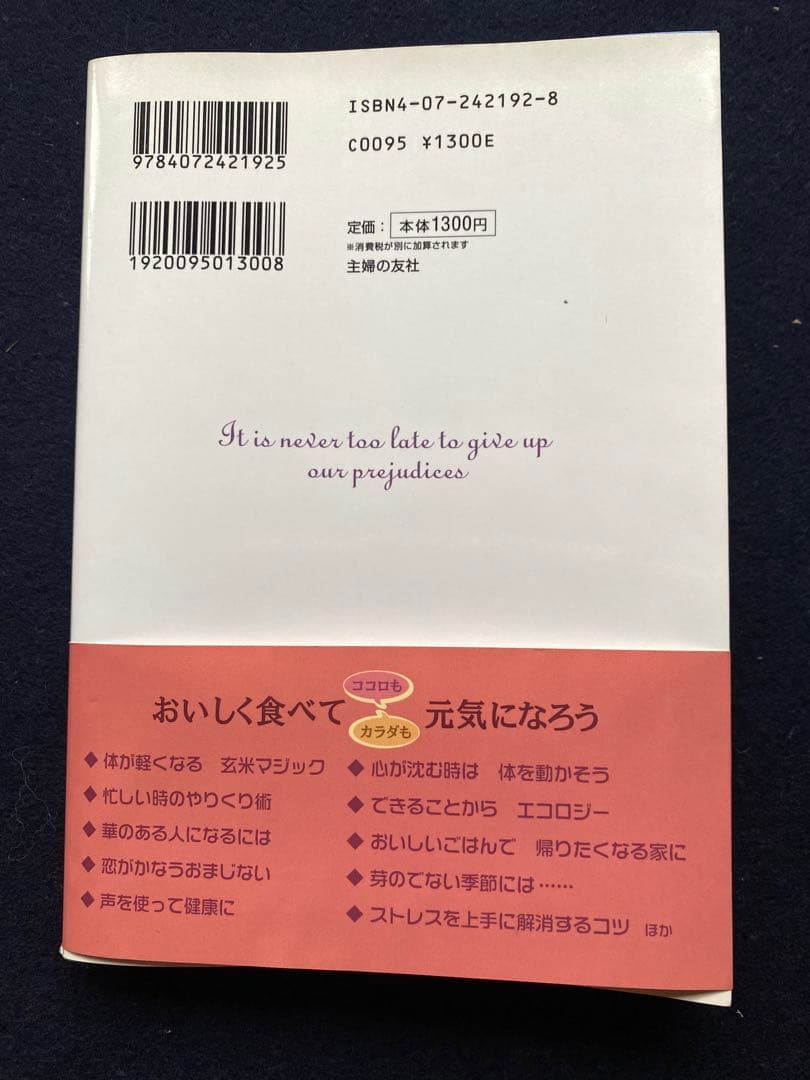 ISBN4-07-242192-8
9784072421925
C0095 ¥1300E
定価：本体1300円
※消費税が別に加算されます
1920095013008
主婦の友社
It is never too late to give up
our prejudices
おいしく食べて ココロも カラダも 元気になろう
◆体が軽くなる 玄米マジック
◆忙しい時のやりくり術
◆華のある人になるには
◆恋がかなうおまじない
◆声を使って健康に
◆心が沈む時は 体を動かそう
◆できることから エコロジー
◆おいしいごはんで 帰りたくなる家に
◆芽のでない季節には……
◆ストレスを上手に解消するコツ ほか